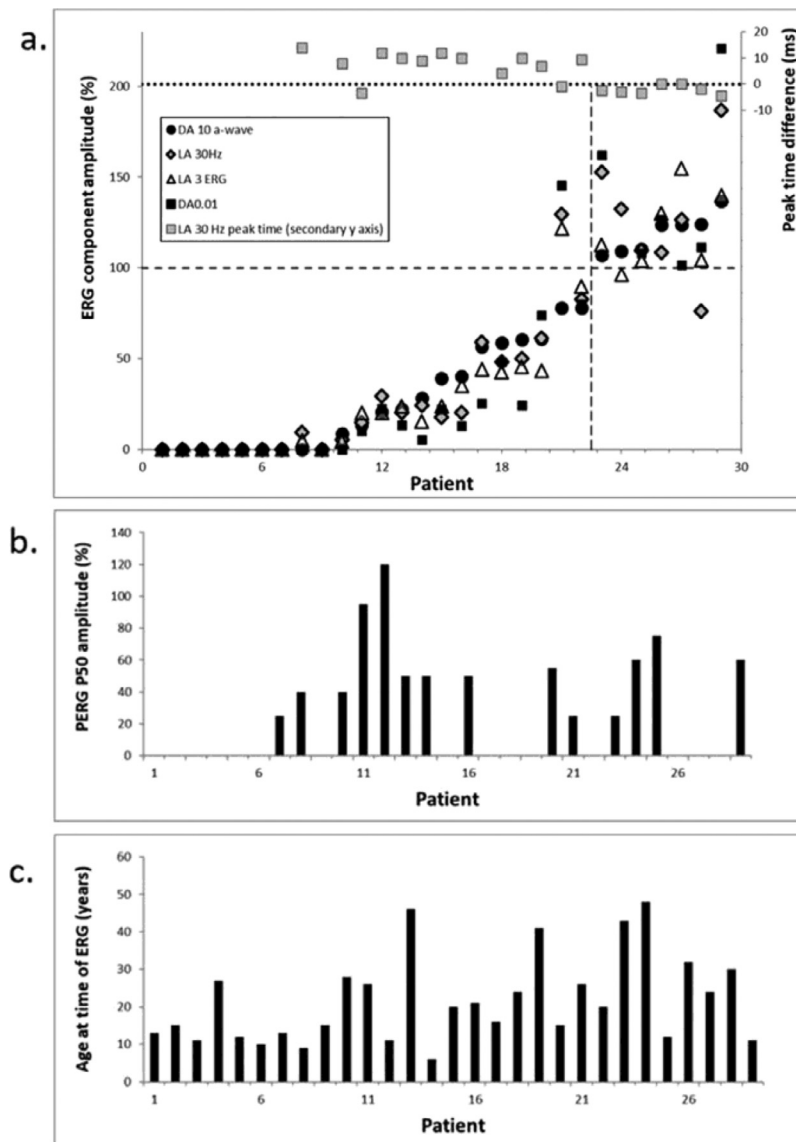 a.
ERG component amplitude (%)
200
150
100
50
0
DA 10 a-wave
LA 30Hz
LA 3 ERG
DA0.01
LA 30 Hz peak time (secondary y axis)
20
10
0
-10
Peak time difference (ms)
0 6 12 18 24 30
Patient
b.
PERG P50 amplitude (%)
140
120
100
80
60
40
20
0
1 6 11 16 21 26
Patient
c.
Age at time of ERG (years)
60
50
40
30
20
10
0
1 6 11 16 21 26
Patient